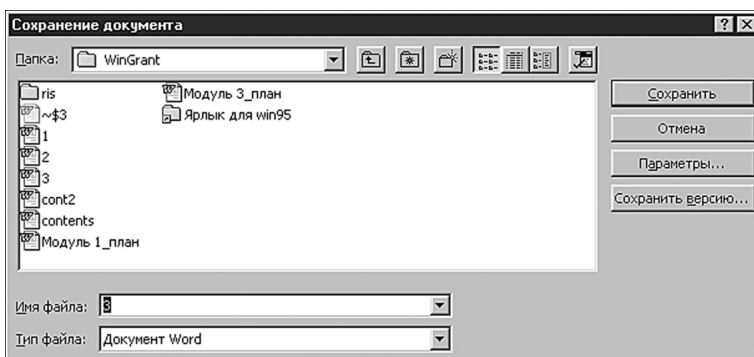 Сохранение документа
Папка: WinGrant
ris
~$3
1
2
3
cont2
contents
Модуль 1_план
Модуль 3_план
Ярлык для win95
Сохранить
Отмена
Параметры...
Сохранить версию...
Имя файла: 3
Тип файла: Документ Word